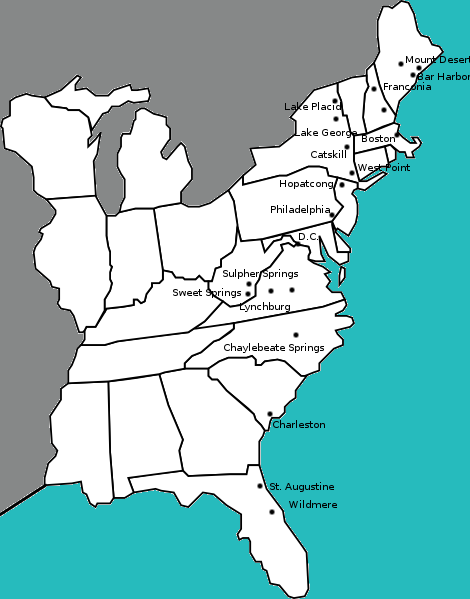 Mount Desert
Bar Harbor
Franconia
Lake Placid
Lake George
Boston
Catskill
West Point
Hopatcong
Philadelphia
D.C.
Sulpher Springs
Sweet Springs
Lynchburg
Chaylebeate Springs
Charleston
St. Augustine
Wildmere